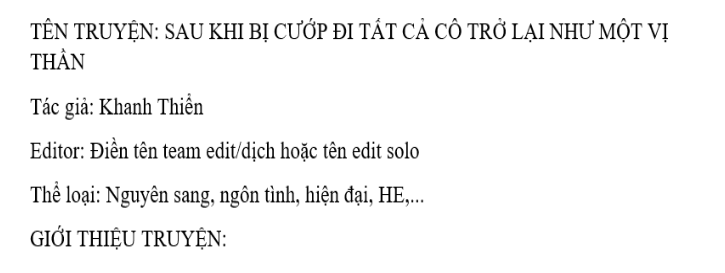 TÊN TRUYỆN: SAU KHI BỊ CƯỚP ĐI TẤT CẢ CÔ TRỞ LẠI NHƯ MỘT VỊ
THẦN
Tác giả: Khanh Thiển
Editor: Điền tên team edit/dịch hoặc tên edit solo
Thể loại: Nguyên sang, ngôn tình, hiện đại, HE,...
GIỚI THIỆU TRUYỆN: